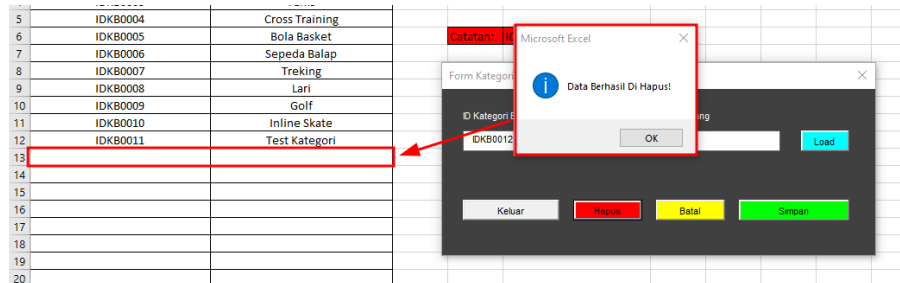 5 IDKB0004 Cross Training
6 IDKB0005 Bola Basket
7 IDKB0006 Sepeda Balap
8 IDKB0007 Treking
9 IDKB0008 Lari
10 IDKB0009 Golf
11 IDKB0010 Inline Skate
12 IDKB0011 Test Kategori
13
14
15
16
17
18
19
20
Catatan:
Microsoft Excel
Data Berhasil Di Hapus!
OK
Form Kategori
ID Kategori
IDKB0012
Load
Keluar Hapus Batal Simpan